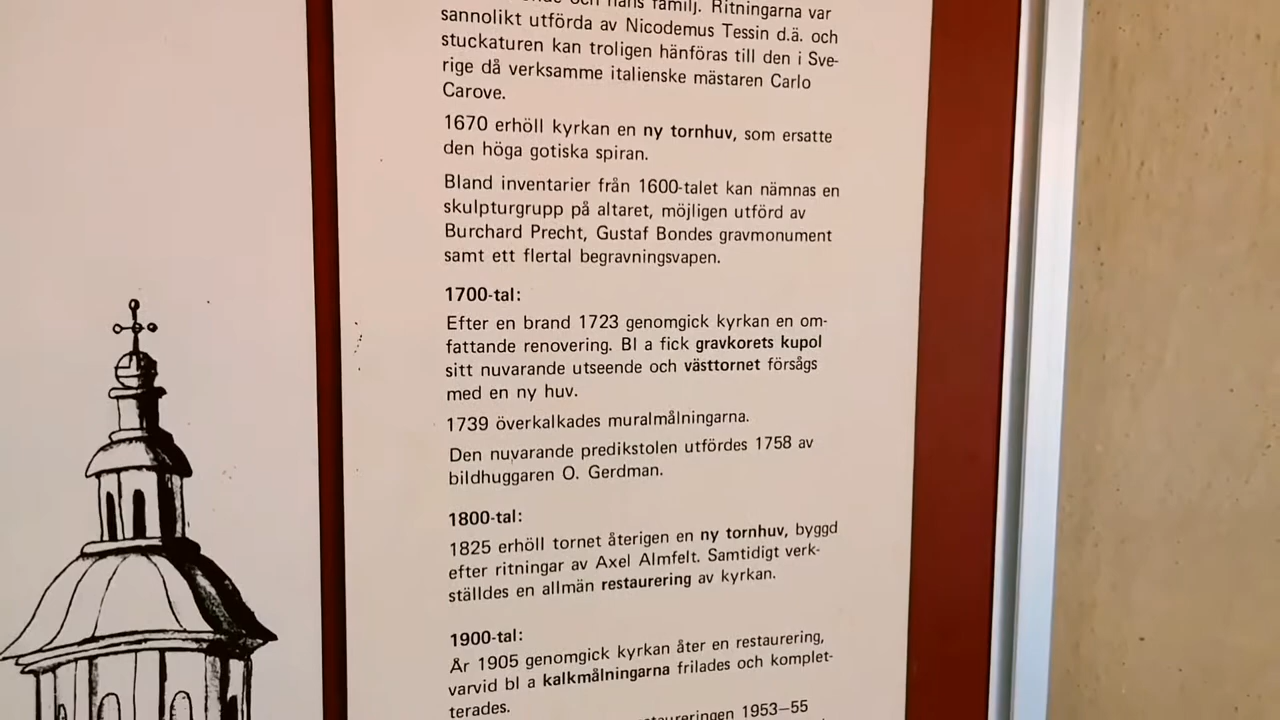 och hans familj. Ritningarna var
sannolikt utförda av Nicodemus Tessin d.ä. och
stuckaturen kan troligen hänföras till den i Sve-
rige då verksamme italienske mästaren Carlo
Carove.
1670 erhöll kyrkan en ny tornhuv, som ersatte
den höga gotiska spiran.
Bland inventarier från 1600-talet kan nämnas en
skulpturgrupp på altaret, möjligen utförd av
Burchard Precht, Gustaf Bondes gravmonument
samt ett flertal begravningsvapen.
1700-tal:
Efter en brand 1723 genomgick kyrkan en om-
fattande renovering. Bl a fick gravkorets kupol
sitt nuvarande utseende och västtornet försågs
med en ny huv.
1739 överkalkades muralmålningarna.
Den nuvarande predikstolen utfördes 1758 av
bildhuggaren O. Gerdman.
1800-tal:
1825 erhöll tornet återigen en ny tornhuv, byggd
efter ritningar av Axel Almfelt. Samtidigt verk-
ställdes en allmän restaurering av kyrkan.
1900-tal:
År 1905 genomgick kyrkan åter en restaurering,
varvid bl a kalkmålningarna frilades och komplet-
terades.
1953–55